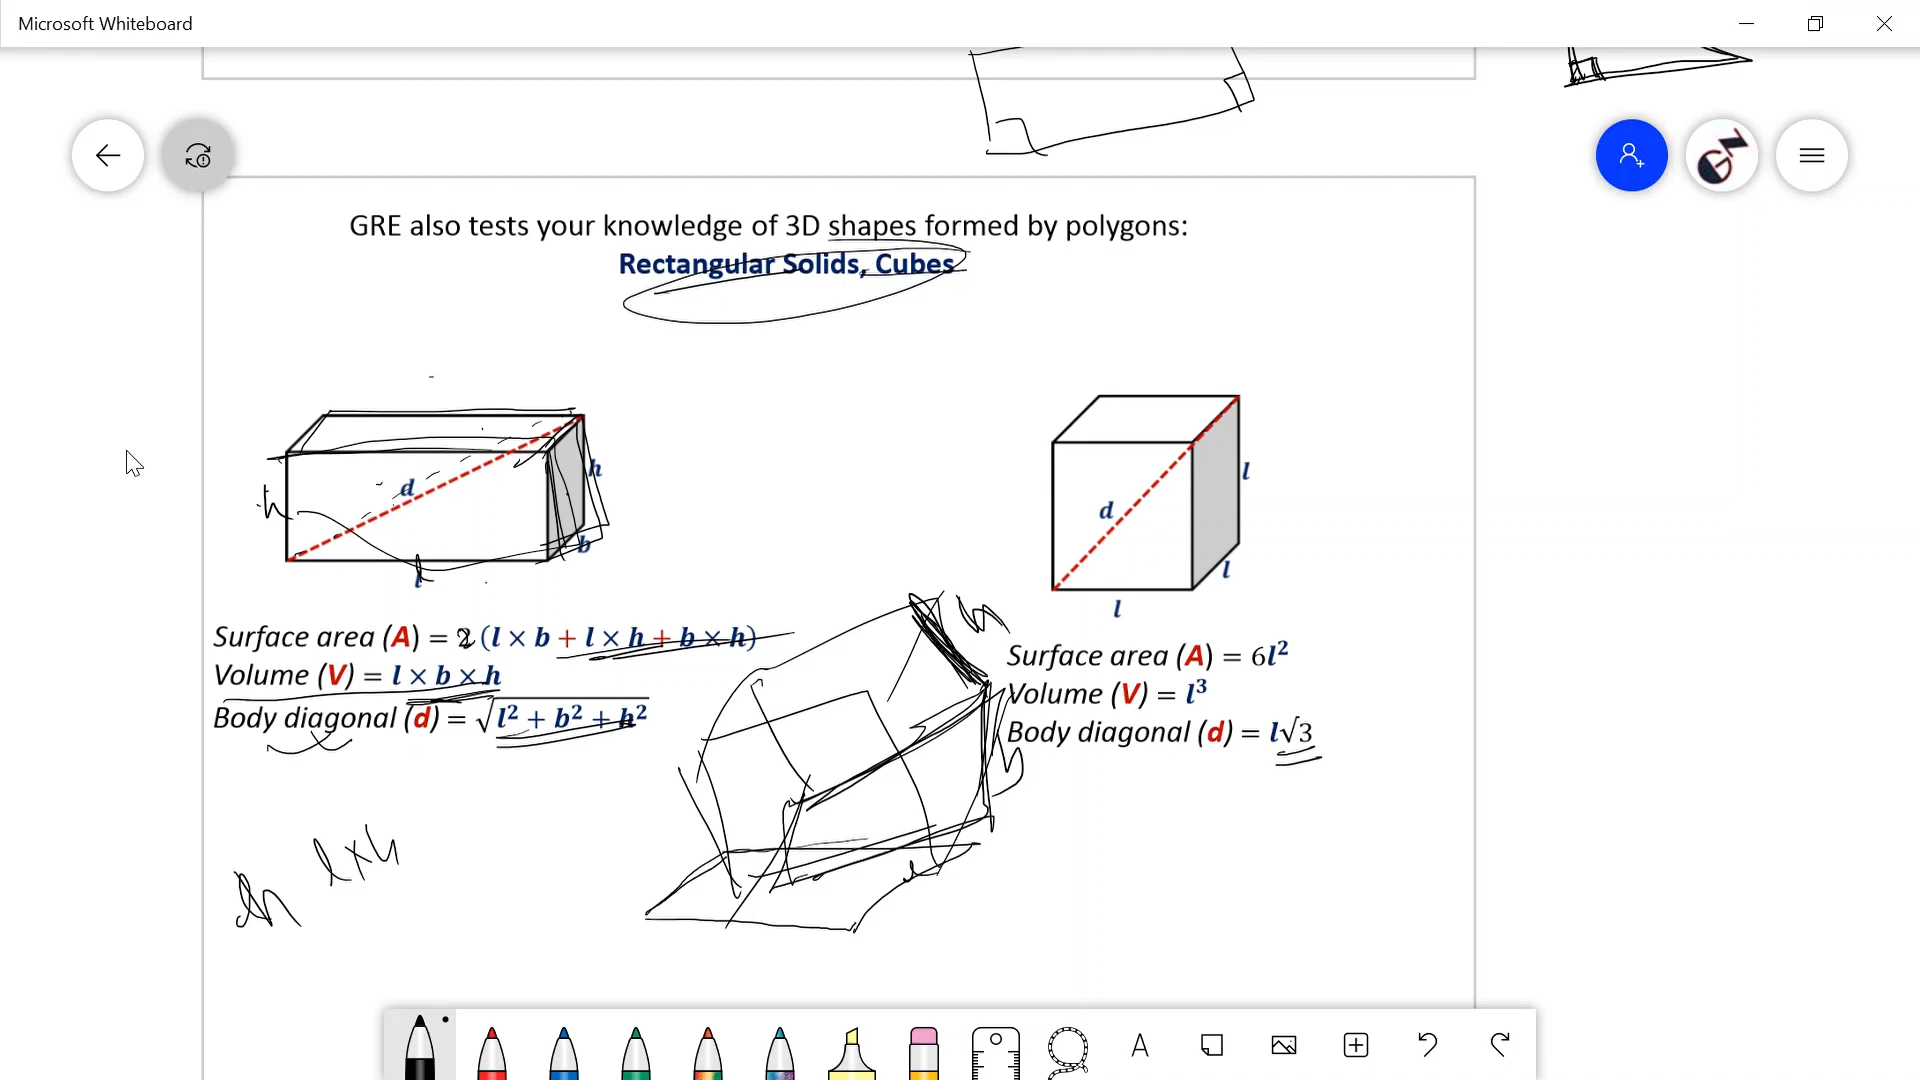 Microsoft Whiteboard
GRE also tests your knowledge of 3D shapes formed by polygons:
Rectangular Solids, Cubes
h
h
d
b
l
d
l
l
l
Surface area (A) = 2 (l × b + l × h + b × h)
Volume (V) = l × b × h
Body diagonal (d) = √l² + b² + h²
Surface area (A) = 6l²
Volume (V) = l³
Body diagonal (d) = l√3
l×h
A